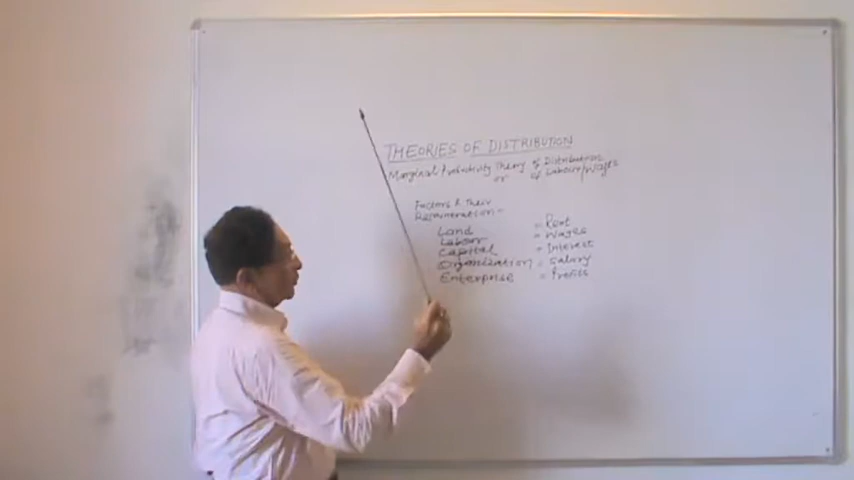 THEORIES OF DISTRIBUTION
Marginal Productivity Theory of Distribution
or of Labour/Wages
Factors & Their
Remuneration -
Land = Rent
Labour = Wages
Capital = Interest
Organization = Salary
Enterprise = Profits